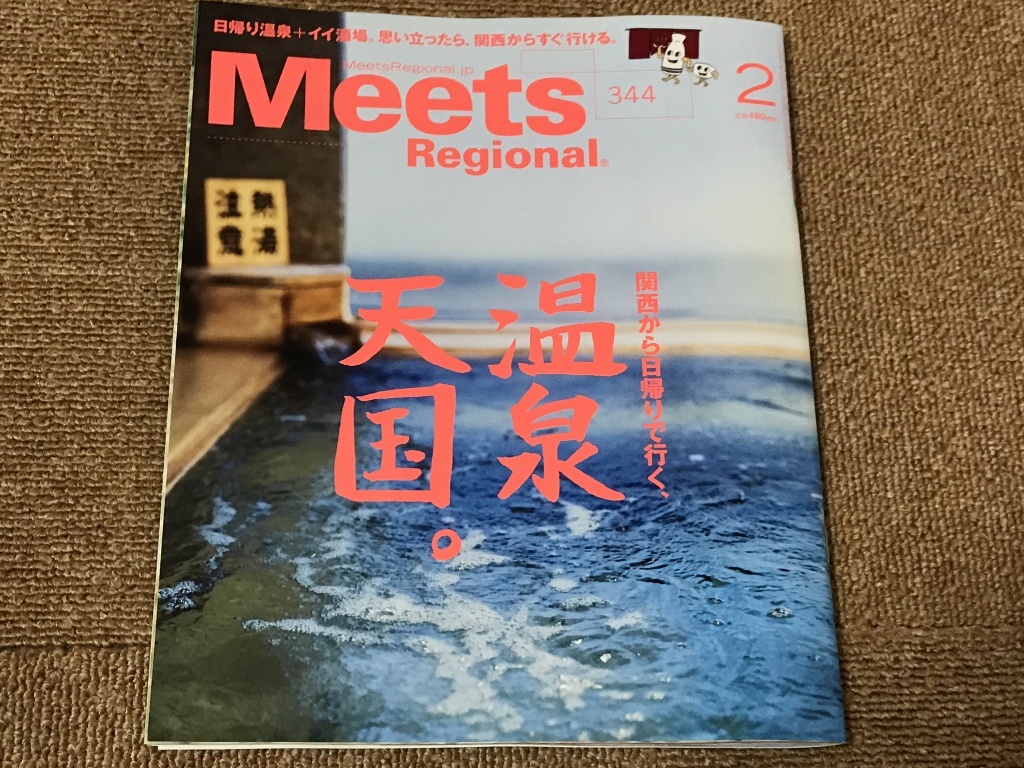 日帰り温泉+イイ酒場。思い立ったら、関西からすぐ行ける。
MeetsRegional.jp
Meets
Regional®
344
2
480yen
熱湯
注意
関西から日帰りで行く、
温泉
天国。